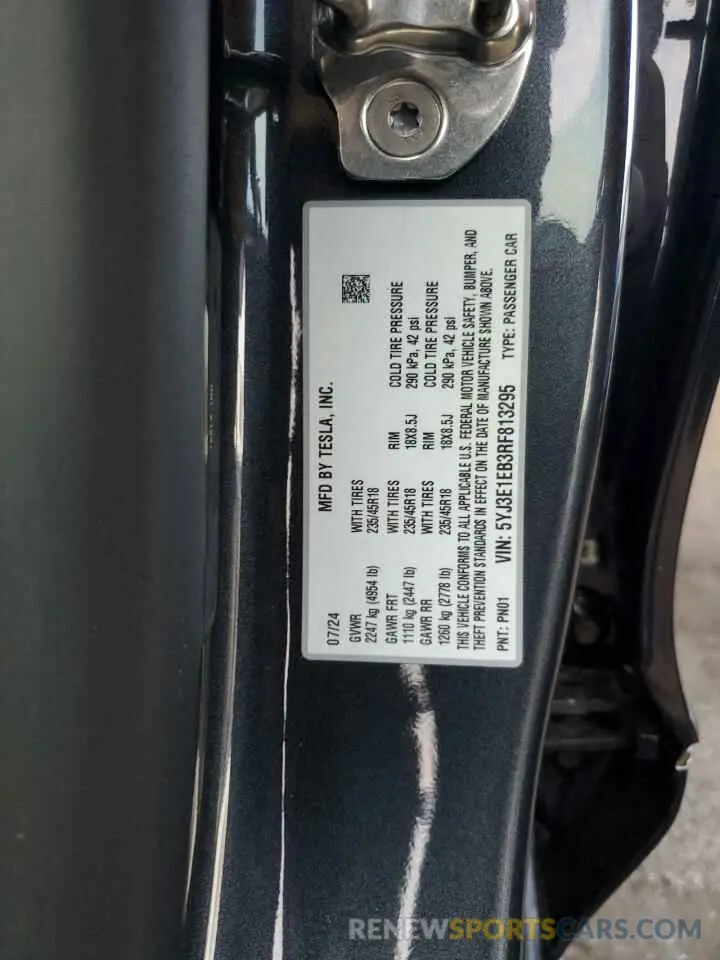 MFD BY TESLA, INC.
07/24
GVWR
2247 kg (4954 lb)
WITH TIRES
235/45R18
RIM
COLD TIRE PRESSURE
GAWR FRT WITH TIRES
1110 kg (2447 lb) 235/45R18 18X8.5J 290 kPa, 42 psi
GAWR RR WITH TIRES RIM COLD TIRE PRESSURE
1260 kg (2778 lb) 235/45R18 18X8.5J 290 kPa, 42 psi
THIS VEHICLE CONFORMS TO ALL APPLICABLE U.S. FEDERAL MOTOR VEHICLE SAFETY, BUMPER, AND
THEFT PREVENTION STANDARDS IN EFFECT ON THE DATE OF MANUFACTURE SHOWN ABOVE.
PNT: PN01 VIN: 5YJ3E1EB3RF813295 TYPE: PASSENGER CAR
RENEWSPORTSCARS.COM